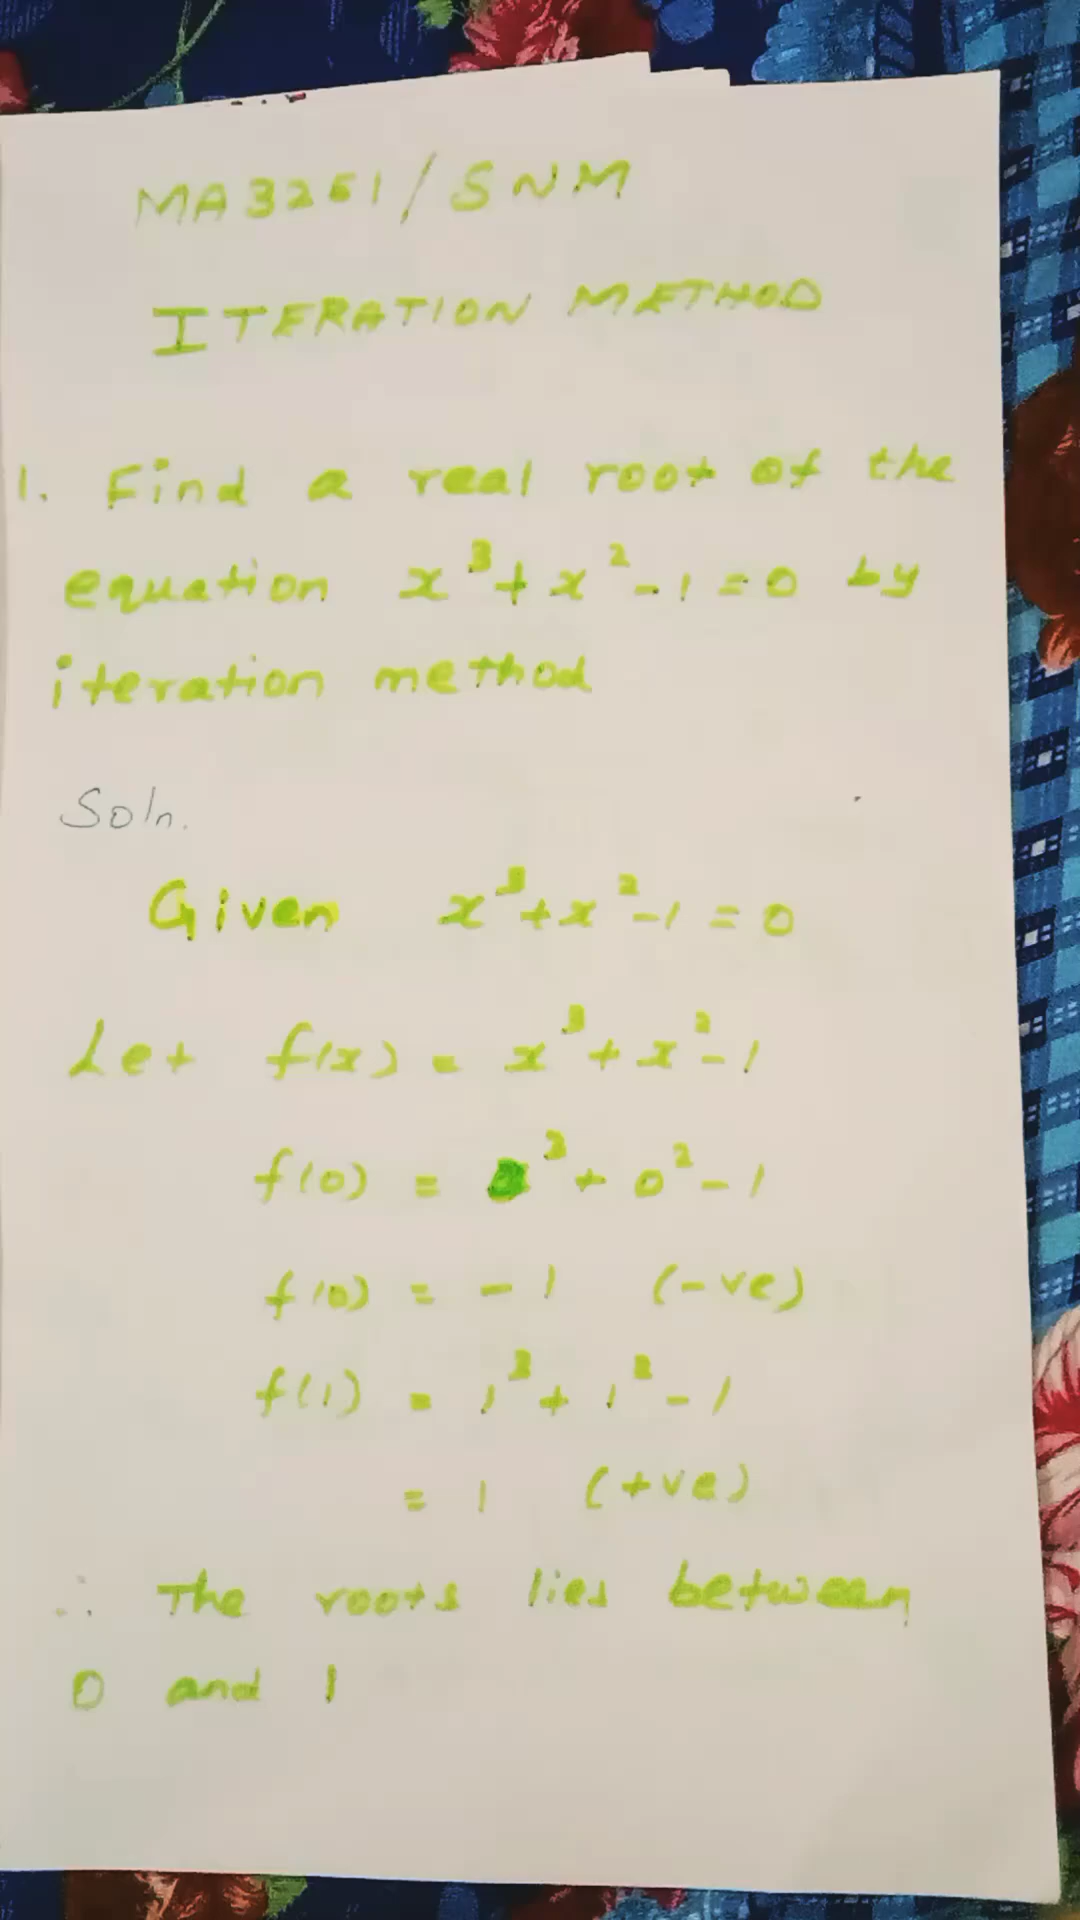 MA3251/SNM
ITERATION METHOD
1. Find a real root of the
equation x³+x²-1=0 by
iteration method
Soln.
Given x³+x²-1=0
Let f(x) = x³+x²-1
f(0) = 0³+0²-1
f(0) = -1 (-ve)
f(1) = 1³+1²-1
= 1 (+ve)
∴ The roots lies between
0 and 1